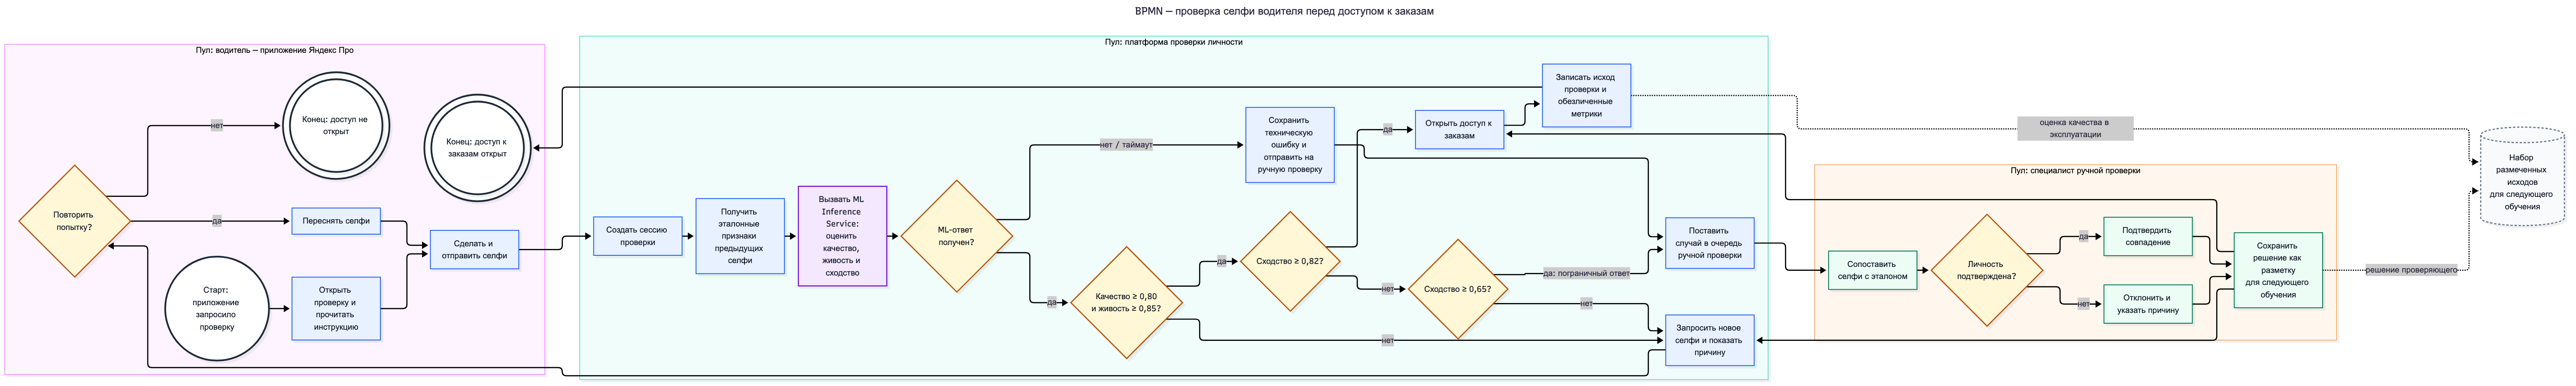 BPMN — проверка селфи водителя перед доступом к заказам
Пул: водитель — приложение Яндекс Про
Конец: доступ не
открыт
Конец: доступ к
заказам открыт
нет
Повторить
попытку?
да
Переснять селфи
Сделать и
отправить селфи
Старт:
приложение
запросило
проверку
Открыть
проверку и
прочитать
инструкцию
Пул: платформа проверки личности
Создать сессию
проверки
Получить
эталонные
признаки
предыдущих
селфи
Вызвать ML
Inference
Service:
оценить
качество,
живость и
сходство
ML-ответ
получен?
нет / таймаут
да
Сохранить
техническую
ошибку и
отправить на
ручную проверку
Качество ≥ 0,80
и живость ≥ 0,85?
да
нет
Сходство ≥ 0,82?
да
нет
Открыть доступ к
заказам
Записать исход
проверки и
обезличенные
метрики
Сходство ≥ 0,65?
да: пограничный ответ
нет
Поставить
случай в очередь
ручной проверки
Запросить новое
селфи и показать
причину
Пул: специалист ручной проверки
Сопоставить
селфи с эталоном
Личность
подтверждена?
да
нет
Подтвердить
совпадение
Отклонить и
указать причину
Сохранить
решение как
разметку
для следующего
обучения
оценка качества в
эксплуатации
решение проверяющего
Набор
размеченных
исходов
для следующего
обучения